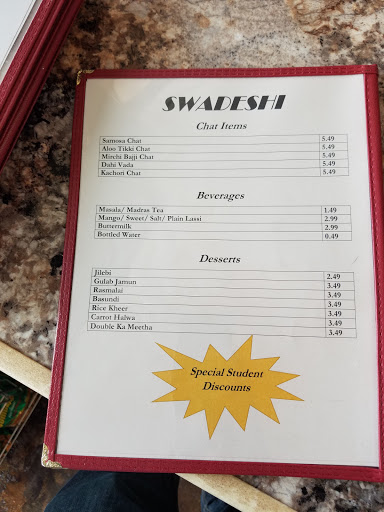 SWADESHI
Chat Items
Samosa Chat 5.49
Aloo Tikki Chat 5.49
Mirchi Bajji Chat 5.49
Dahi Vada 5.49
Kachori Chat 5.49
Beverages
Masala/ Madras Tea 1.49
Mango/ Sweet/ Salt/ Plain Lassi 2.99
Buttermilk 2.99
Bottled Water 0.49
Desserts
Jilebi 2.49
Gulab Jamun 3.49
Rasmalai 3.49
Basundi 3.49
Rice Kheer 3.49
Carrot Halwa 3.49
Double Ka Meetha 3.49
Special Student
Discounts